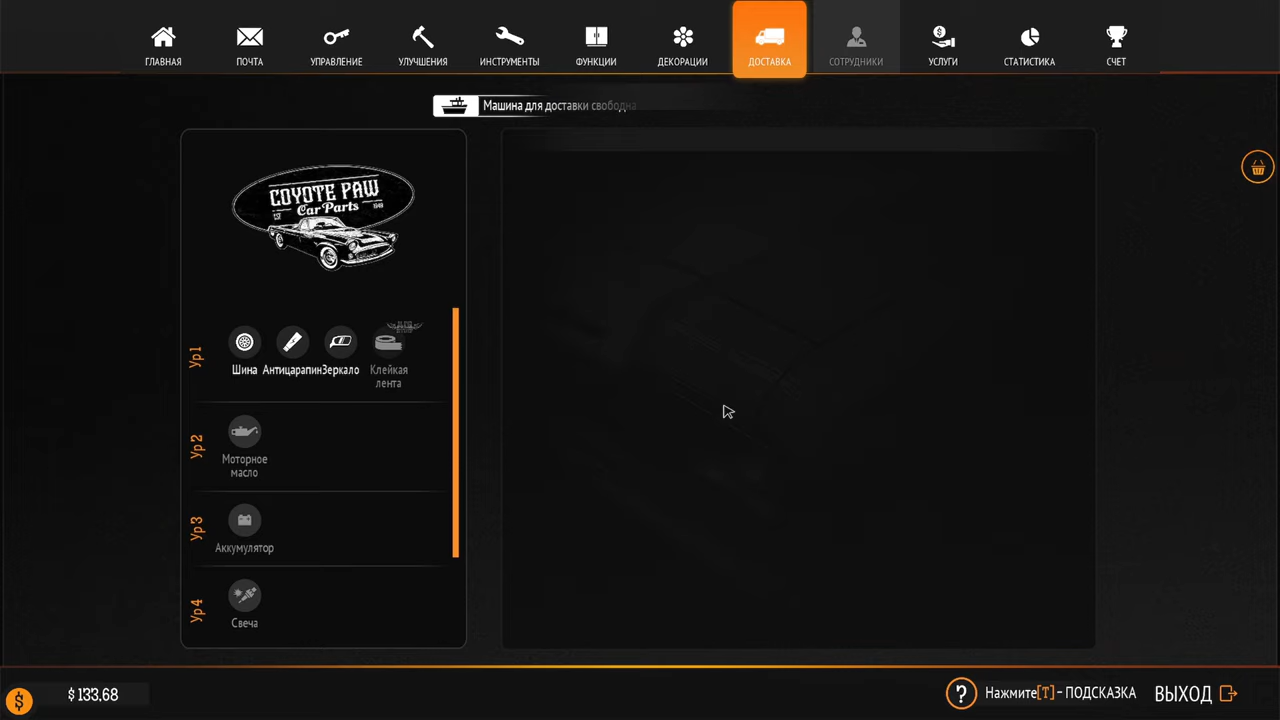 ГЛАВНАЯ
ПОЧТА
УПРАВЛЕНИЕ
УЛУЧШЕНИЯ
ИНСТРУМЕНТЫ
ФУНКЦИИ
ДЕКОРАЦИИ
ДОСТАВКА
СОТРУДНИКИ
УСЛУГИ
СТАТИСТИКА
СЧЕТ
Машина для доставки свободна
COYOTE PAW
Car Parts
EST
1948
Ур1
Шина
Антицарапин
Зеркало
Клейкая
лента
Ур2
Моторное
масло
Ур3
Аккумулятор
Ур4
Свеча
$ 133,68
Нажмите[T] - ПОДСКАЗКА
ВЫХОД